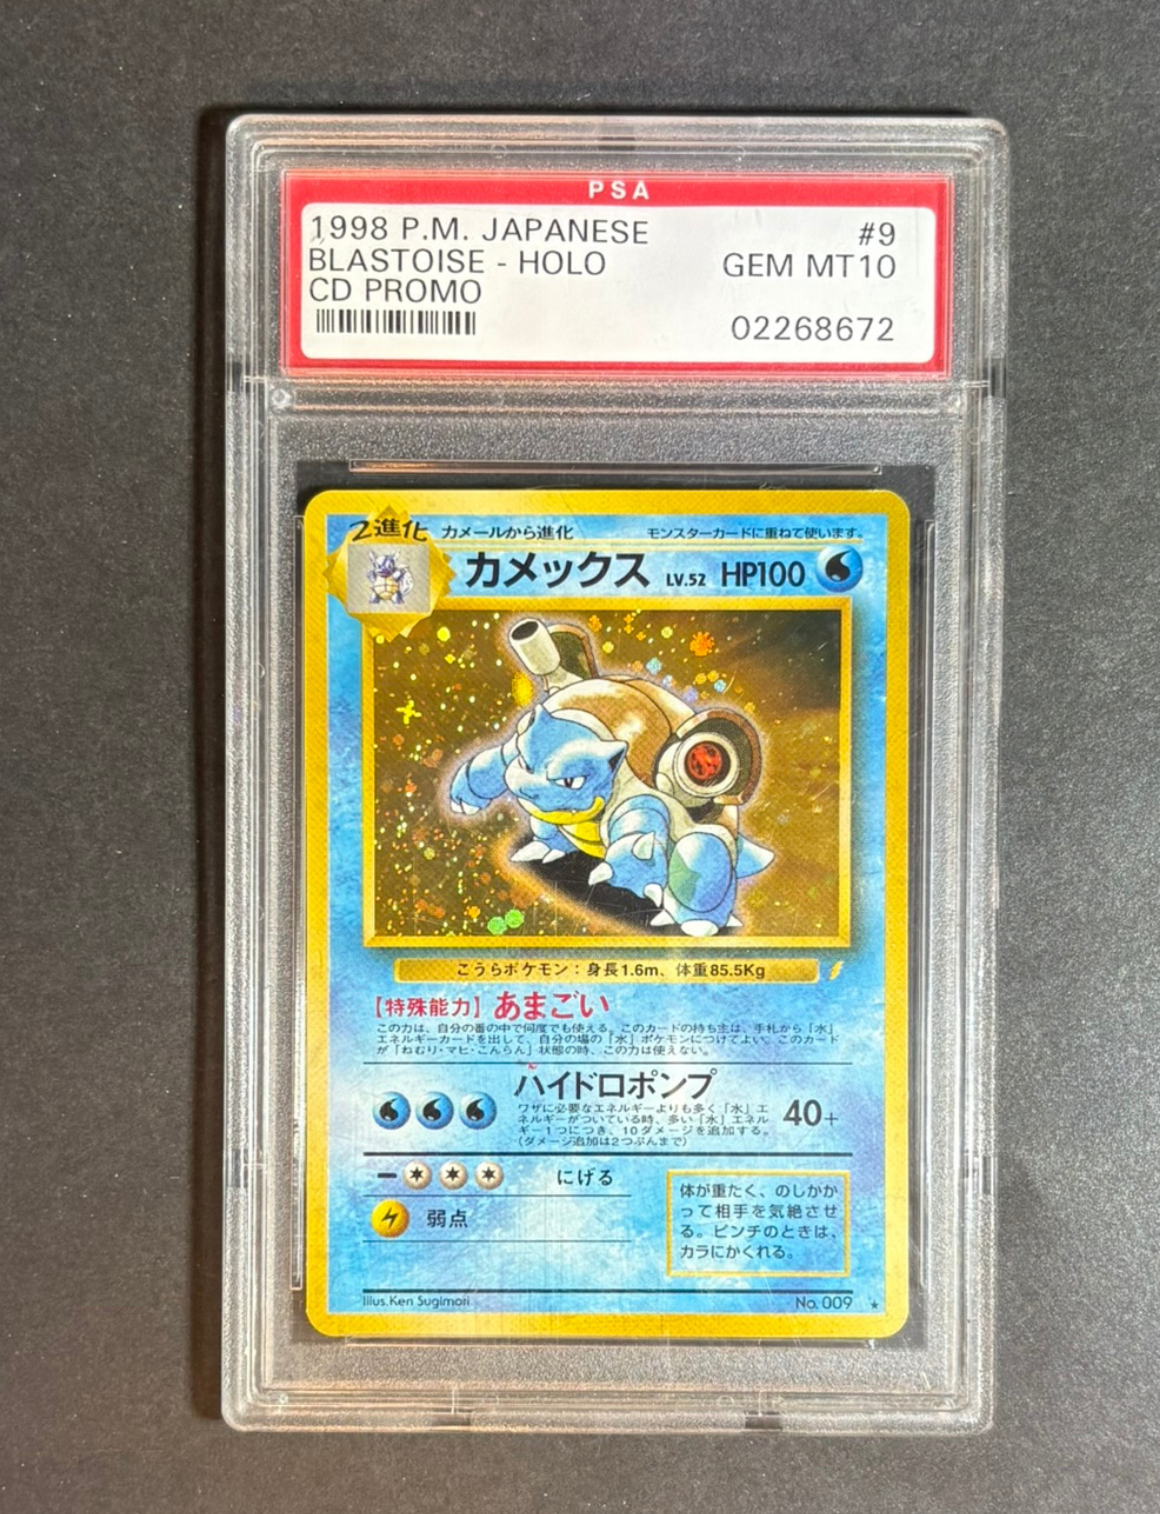 PSA
1998 P.M. JAPANESE #9
BLASTOISE - HOLO GEM MT10
CD PROMO
02268672
2進化 カメールから進化 モンスターカードに重ねて使います。
カメックス LV.52 HP100
こうらポケモン：身長1.6m、体重85.5Kg
【特殊能力】あまごい
この力は、自分の番の中で何度でも使える。このカードの持ち主は、手札から「水」
エネルギーカードを出して、自分の場の「水」ポケモンにつけてよい。このカード
が「ねむり・マヒ・こんらん」状態の時、この力は使えない。
ハイドロポンプ
ワザに必要なエネルギーよりも多く「水」エ
ネルギーがついている時、多い「水」エネル
ギー1つにつき、10ダメージを追加する。
（ダメージ追加は2つぶんまで）
40+
にげる
弱点
体が重たく、のしかか
って相手を気絶させ
る。ピンチのときは、
カラにかくれる。
Illus.Ken Sugimori No.009 ★